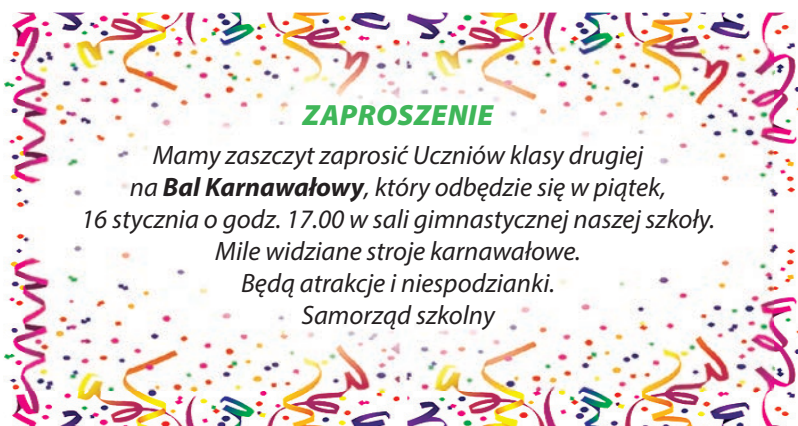 ZAPROSZENIE
Mamy zaszczyt zaprosić Uczniów klasy drugiej
na Bal Karnawałowy, który odbędzie się w piątek,
16 stycznia o godz. 17.00 w sali gimnastycznej naszej szkoły.
Mile widziane stroje karnawałowe.
Będą atrakcje i niespodzianki.
Samorząd szkolny